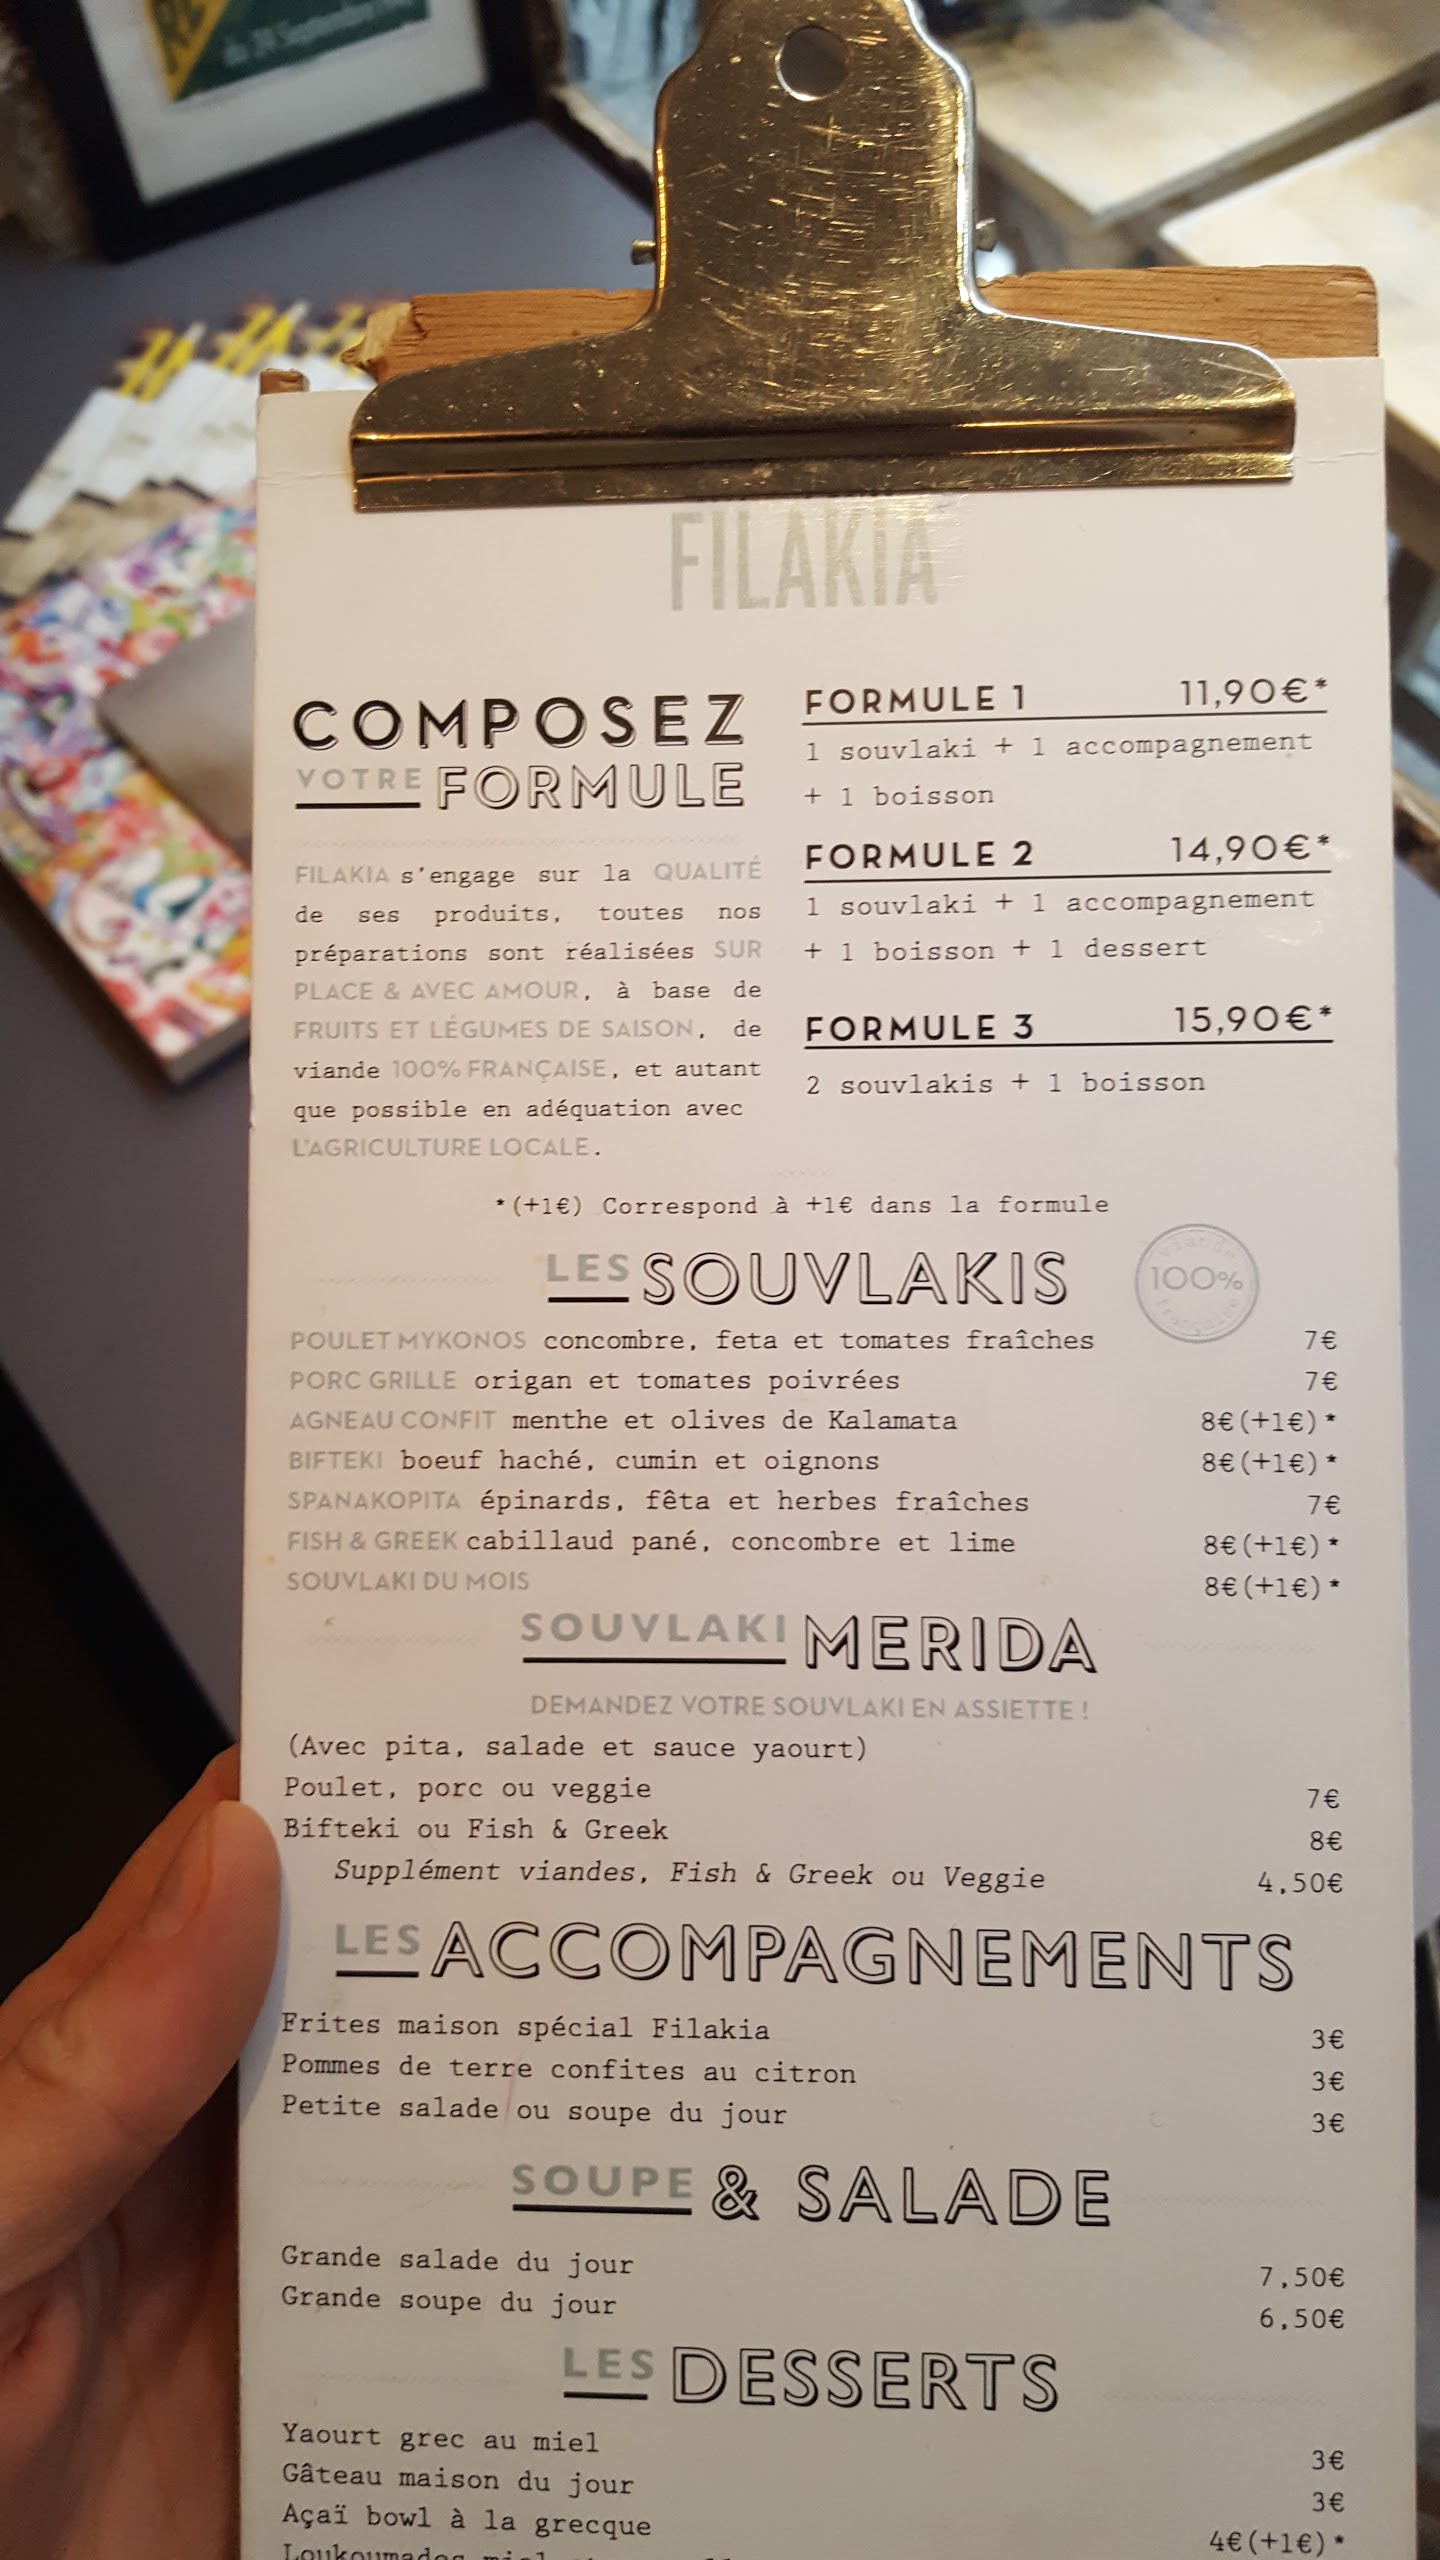 du 24 Septembre
FILAKIA
COMPOSEZ
VOTRE FORMULE
FILAKIA s'engage sur la QUALITÉ
de ses produits, toutes nos
préparations sont réalisées SUR
PLACE & AVEC AMOUR, à base de
FRUITS ET LÉGUMES DE SAISON, de
viande 100% FRANÇAISE, et autant
que possible en adéquation avec
L'AGRICULTURE LOCALE.
FORMULE 1 11,90€*
1 souvlaki + 1 accompagnement
+ 1 boisson
FORMULE 2 14,90€*
1 souvlaki + 1 accompagnement
+ 1 boisson + 1 dessert
FORMULE 3 15,90€*
2 souvlakis + 1 boisson
*(+1€) Correspond à +1€ dans la formule
LES SOUVLAKIS
viande 100% française
POULET MYKONOS concombre, feta et tomates fraîches 7€
PORC GRILLE origan et tomates poivrées 7€
AGNEAU CONFIT menthe et olives de Kalamata 8€(+1€)*
BIFTEKI boeuf haché, cumin et oignons 8€(+1€)*
SPANAKOPITA épinards, fêta et herbes fraîches 7€
FISH & GREEK cabillaud pané, concombre et lime 8€(+1€)*
SOUVLAKI DU MOIS 8€(+1€)*
SOUVLAKI MERIDA
DEMANDEZ VOTRE SOUVLAKI EN ASSIETTE !
(Avec pita, salade et sauce yaourt)
Poulet, porc ou veggie 7€
Bifteki ou Fish & Greek 8€
Supplément viandes, Fish & Greek ou Veggie 4,50€
LES ACCOMPAGNEMENTS
Frites maison spécial Filakia 3€
Pommes de terre confites au citron 3€
Petite salade ou soupe du jour 3€
SOUPE & SALADE
Grande salade du jour 7,50€
Grande soupe du jour 6,50€
LES DESSERTS
Yaourt grec au miel 3€
Gâteau maison du jour 3€
Açaï bowl à la grecque 4€(+1€)*
Loukoumades miel